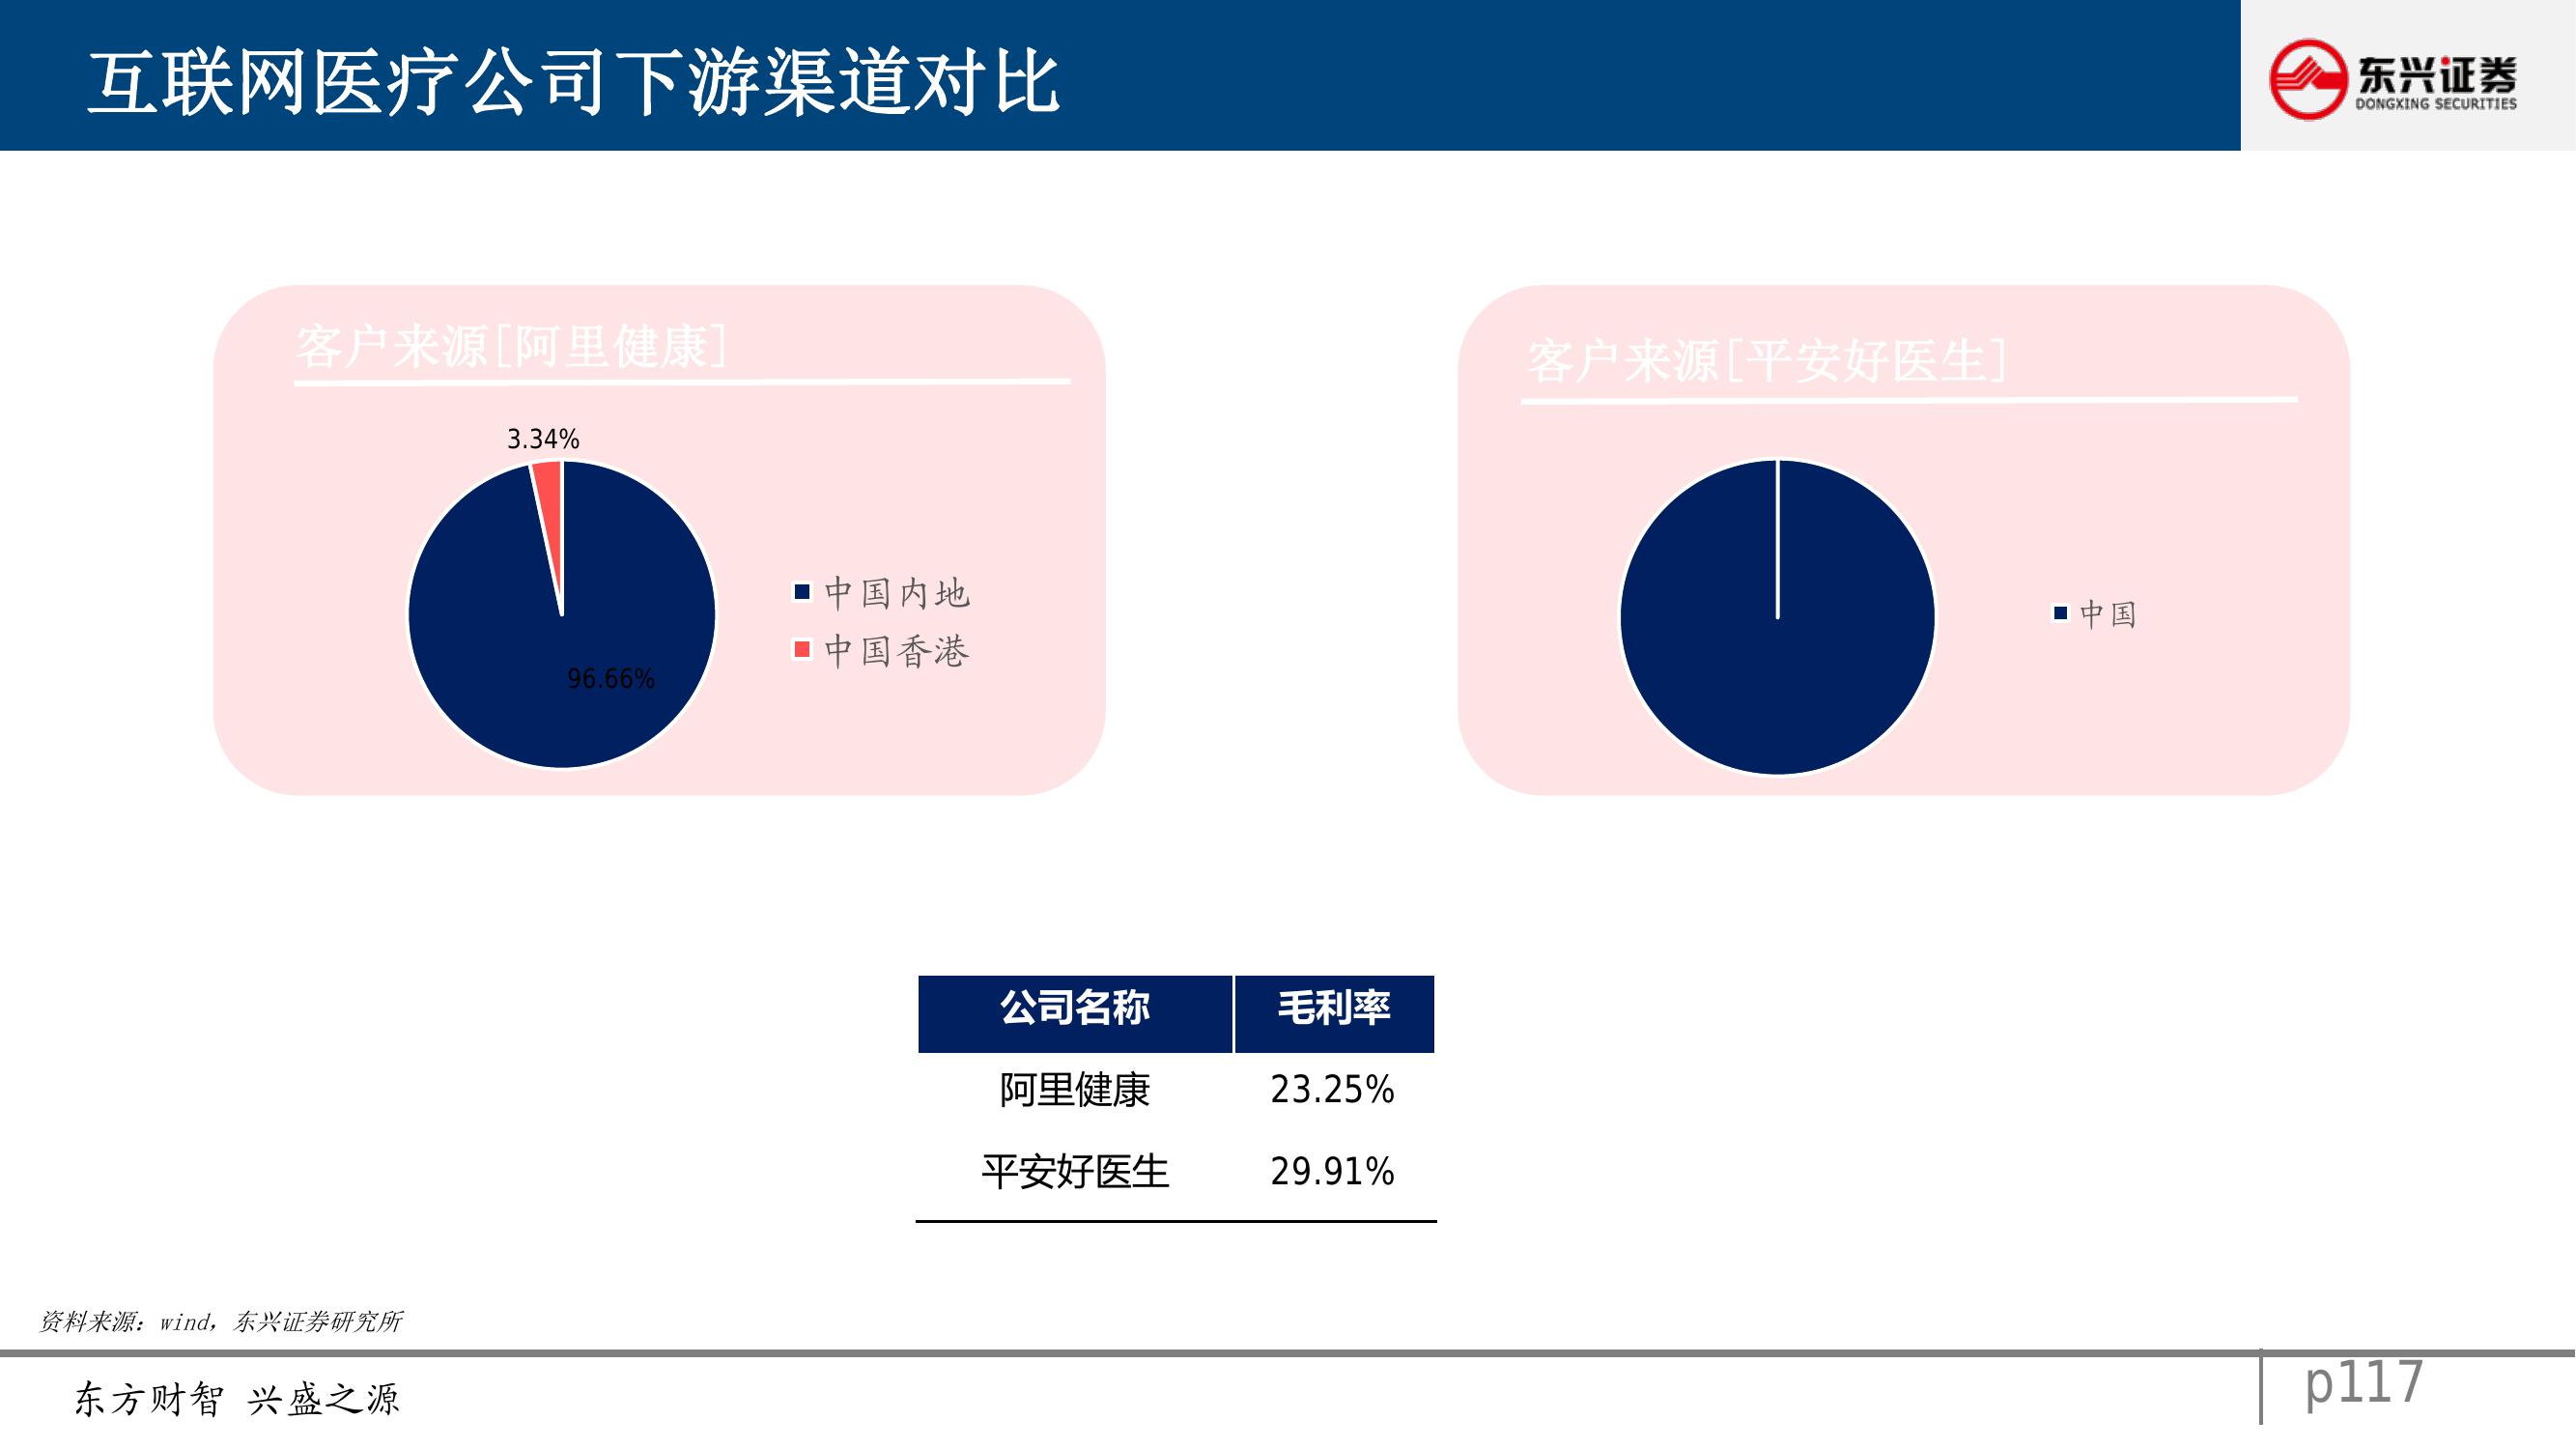 互联网医疗公司下游渠道对比
东兴证券
DONGXING SECURITIES
客户来源[阿里健康]
3.34%
96.66%
中国内地
中国香港
客户来源[平安好医生]
中国
公司名称 毛利率
阿里健康 23.25%
平安好医生 29.91%
资料来源：wind，东兴证券研究所
东方财智 兴盛之源
p117